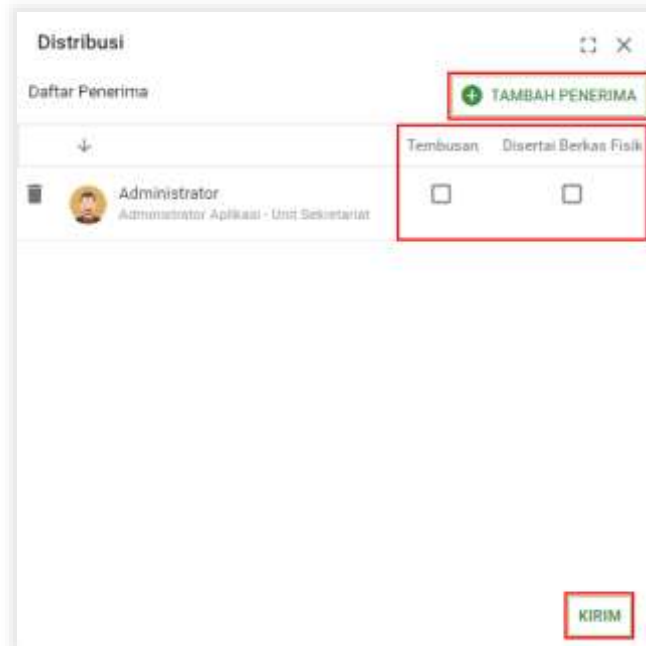 Distribusi
Daftar Penerima
TAMBAH PENERIMA
Tembusan Disertai Berkas Fisik
Administrator
Administrator Aplikasi - Unit Sekretariat
KIRIM